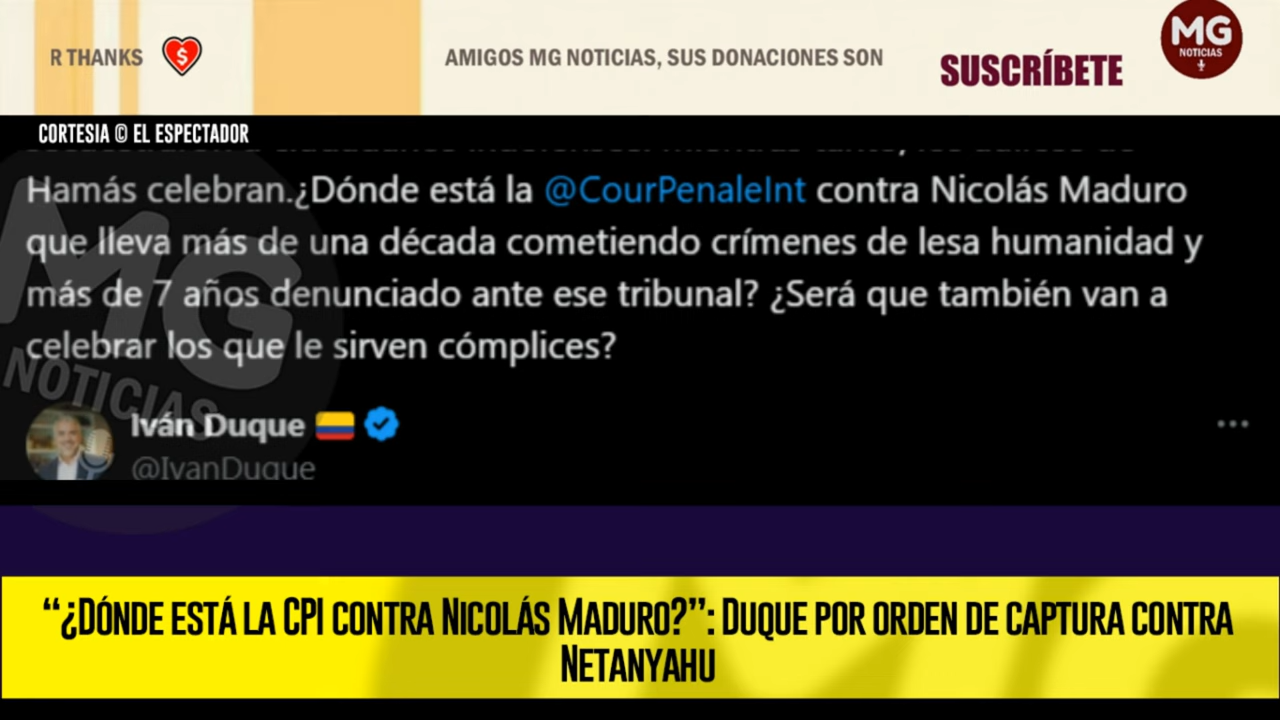 R THANKS
AMIGOS MG NOTICIAS, SUS DONACIONES SON
SUSCRÍBETE
MG
NOTICIAS
CORTESIA © EL ESPECTADOR
Hamás celebran.¿Dónde está la @CourPenaleInt contra Nicolás Maduro
que lleva más de una década cometiendo crímenes de lesa humanidad y
más de 7 años denunciado ante ese tribunal? ¿Será que también van a
celebrar los que le sirven cómplices?
MG
NOTICIAS
Iván Duque
@IvanDuque
“¿DÓNDE ESTÁ LA CPI CONTRA NICOLÁS MADURO?”: DUQUE POR ORDEN DE CAPTURA CONTRA
NETANYAHU